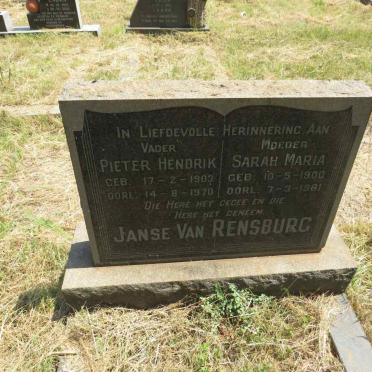 In Liefdevolle Herinnering Aan
Vader Moeder
Pieter Hendrik Sarah Maria
Geb. 17-2-1902 Geb. 10-5-1900
Oorl. 14-8-1970 Oorl. 7-3-1981
Die Here het gegee en die
Here het geneem
Janse Van Rensburg